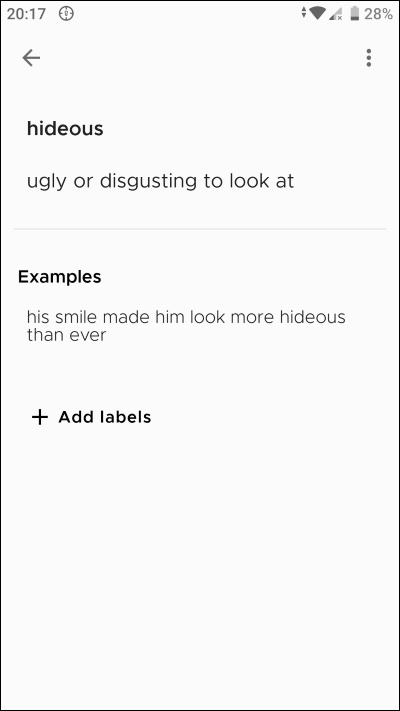 20:17 28%
hideous
ugly or disgusting to look at
Examples
his smile made him look more hideous
than ever
+ Add labels